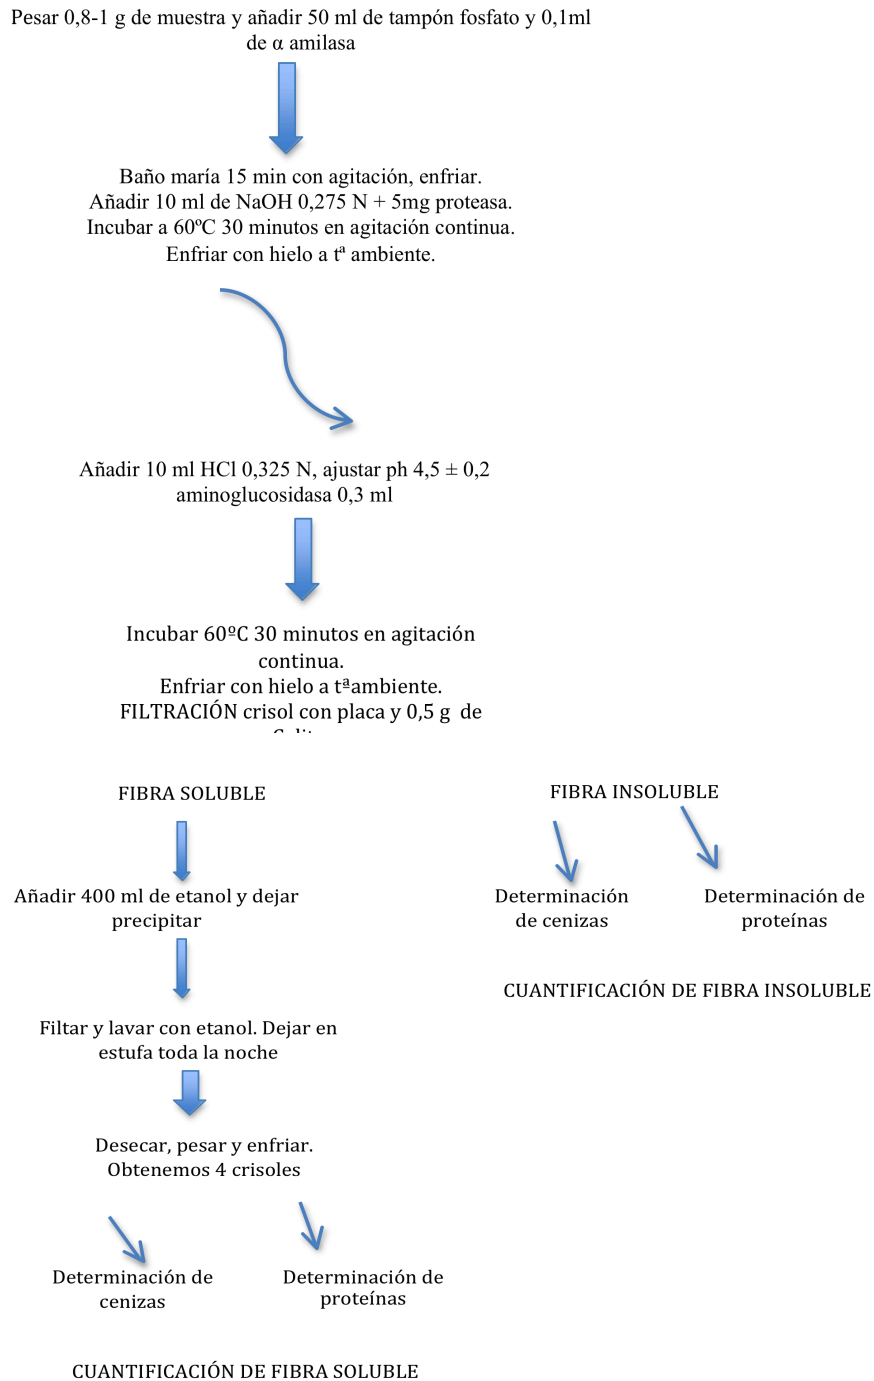 Pesar 0,8-1 g de muestra y añadir 50 ml de tampón fosfato y 0,1ml
de α amilasa
Baño maría 15 min con agitación, enfriar.
Añadir 10 ml de NaOH 0,275 N + 5mg proteasa.
Incubar a 60ºC 30 minutos en agitación continua.
Enfriar con hielo a tª ambiente.
Añadir 10 ml HCl 0,325 N, ajustar ph 4,5 ± 0,2
aminoglucosidasa 0,3 ml
Incubar 60ºC 30 minutos en agitación
continua.
Enfriar con hielo a tªambiente.
FILTRACIÓN crisol con placa y 0,5 g de
FIBRA SOLUBLE
Añadir 400 ml de etanol y dejar
precipitar
Filtar y lavar con etanol. Dejar en
estufa toda la noche
Desecar, pesar y enfriar.
Obtenemos 4 crisoles
Determinación de
cenizas
Determinación de
proteínas
CUANTIFICACIÓN DE FIBRA SOLUBLE
FIBRA INSOLUBLE
Determinación
de cenizas
Determinación de
proteínas
CUANTIFICACIÓN DE FIBRA INSOLUBLE